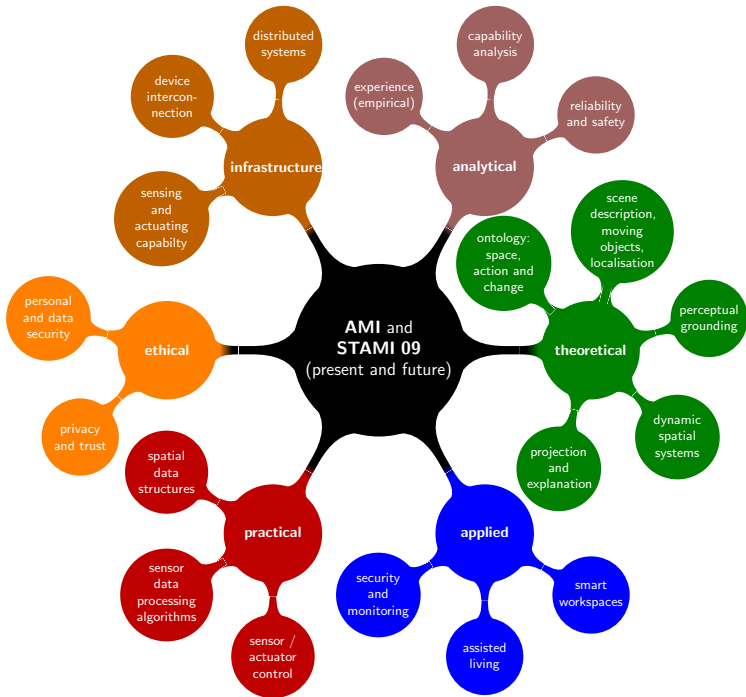 distributed
systems
device
intercon-
nection
sensing
and
actuating
capabilty
infrastructure
capability
analysis
experience
(empirical)
reliability
and safety
analytical
scene
description,
moving
objects,
localisation
ontology:
space,
action and
change
perceptual
grounding
theoretical
dynamic
spatial
systems
projection
and
explanation
AMI and
STAMI 09
(present and future)
personal
and data
security
ethical
privacy
and trust
spatial
data
structures
practical
sensor
data
processing
algorithms
sensor /
actuator
control
applied
security
and
monitoring
smart
workspaces
assisted
living